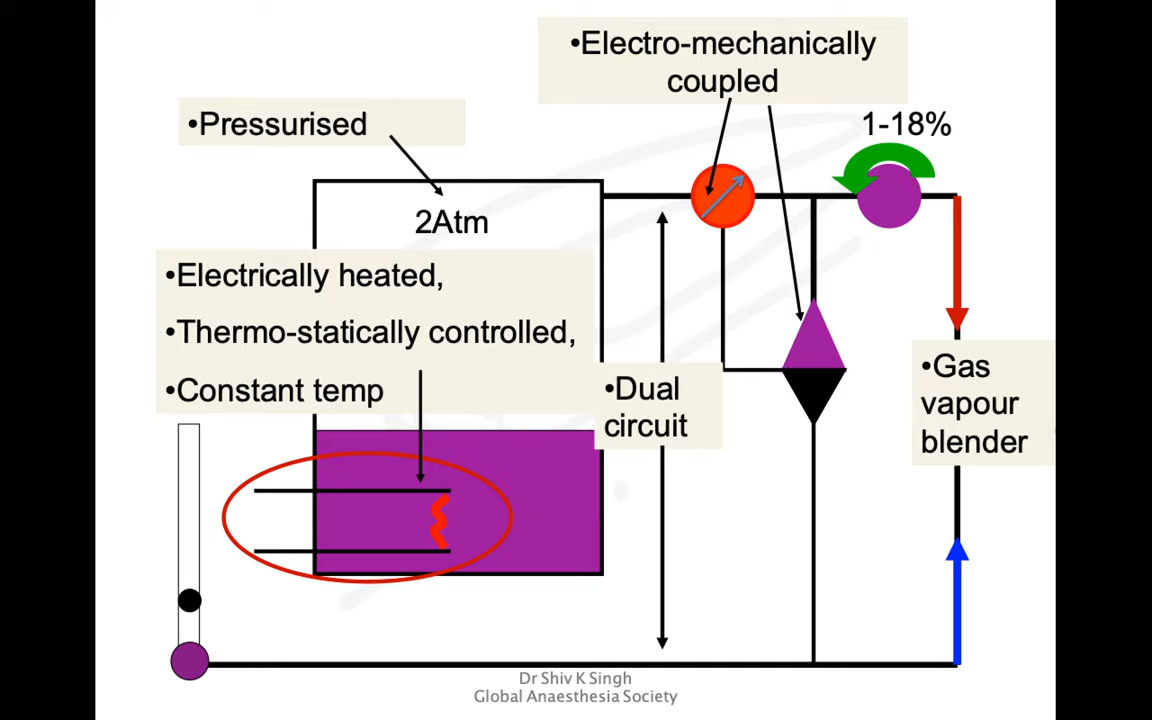 •Electro-mechanically
coupled
•Pressurised
1-18%
2Atm
•Electrically heated,
•Thermo-statically controlled,
•Constant temp
•Dual
circuit
•Gas
vapour
blender
Dr Shiv K Singh
Global Anaesthesia Society